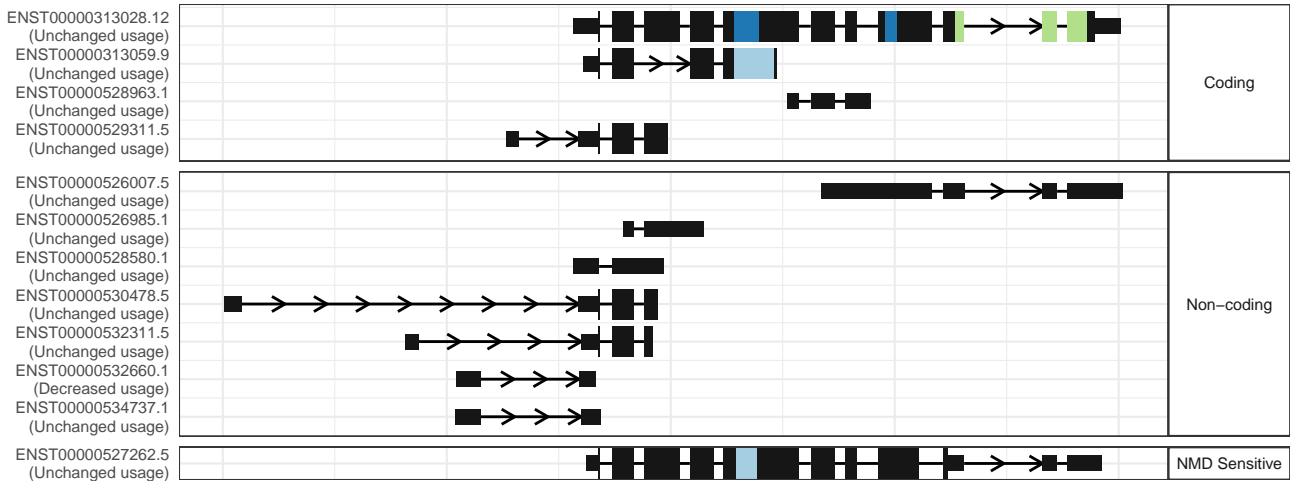 ENST00000313028.12
(Unchanged usage)
ENST00000313059.9
(Unchanged usage)
ENST00000528963.1
(Unchanged usage)
ENST00000529311.5
(Unchanged usage)
Coding
ENST00000526007.5
(Unchanged usage)
ENST00000526985.1
(Unchanged usage)
ENST00000528580.1
(Unchanged usage)
ENST00000530478.5
(Unchanged usage)
ENST00000532311.5
(Unchanged usage)
ENST00000532660.1
(Decreased usage)
ENST00000534737.1
(Unchanged usage)
Non−coding
ENST00000527262.5
(Unchanged usage)
NMD Sensitive